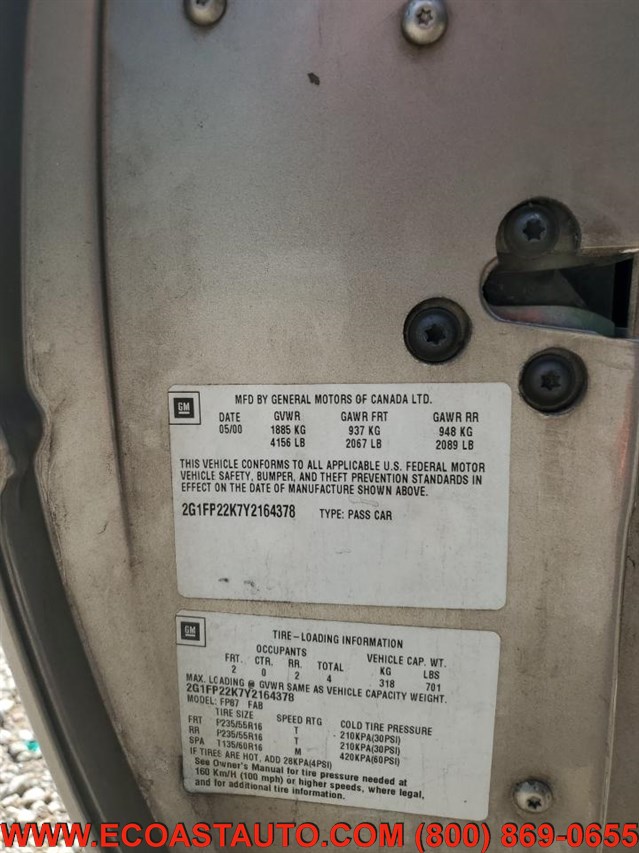 GM
MFD BY GENERAL MOTORS OF CANADA LTD.
DATE GVWR GAWR FRT GAWR RR
05/00 1885 KG 937 KG 948 KG
4156 LB 2067 LB 2089 LB
THIS VEHICLE CONFORMS TO ALL APPLICABLE U.S. FEDERAL MOTOR
VEHICLE SAFETY, BUMPER, AND THEFT PREVENTION STANDARDS IN
EFFECT ON THE DATE OF MANUFACTURE SHOWN ABOVE.
2G1FP22K7Y2164378 TYPE: PASS CAR
GM
TIRE-LOADING INFORMATION
OCCUPANTS VEHICLE CAP. WT.
FRT. CTR. RR. TOTAL KG LBS
2 0 2 4 318 701
MAX. LOADING @ GVWR SAME AS VEHICLE CAPACITY WEIGHT.
2G1FP22K7Y2164378
MODEL: FP87 FAB
TIRE SIZE SPEED RTG COLD TIRE PRESSURE
FRT P235/55R16 T 210KPA(30PSI)
RR P235/55R16 T 210KPA(30PSI)
SPA T135/60R16 M 420KPA(60PSI)
IF TIRES ARE HOT, ADD 28KPA(4PSI)
See Owner's Manual for tire pressure needed at
160 Km/H (100 mph) or higher speeds, where legal,
and for additional tire information.
WWW.ECOASTAUTO.COM (800) 869-0655